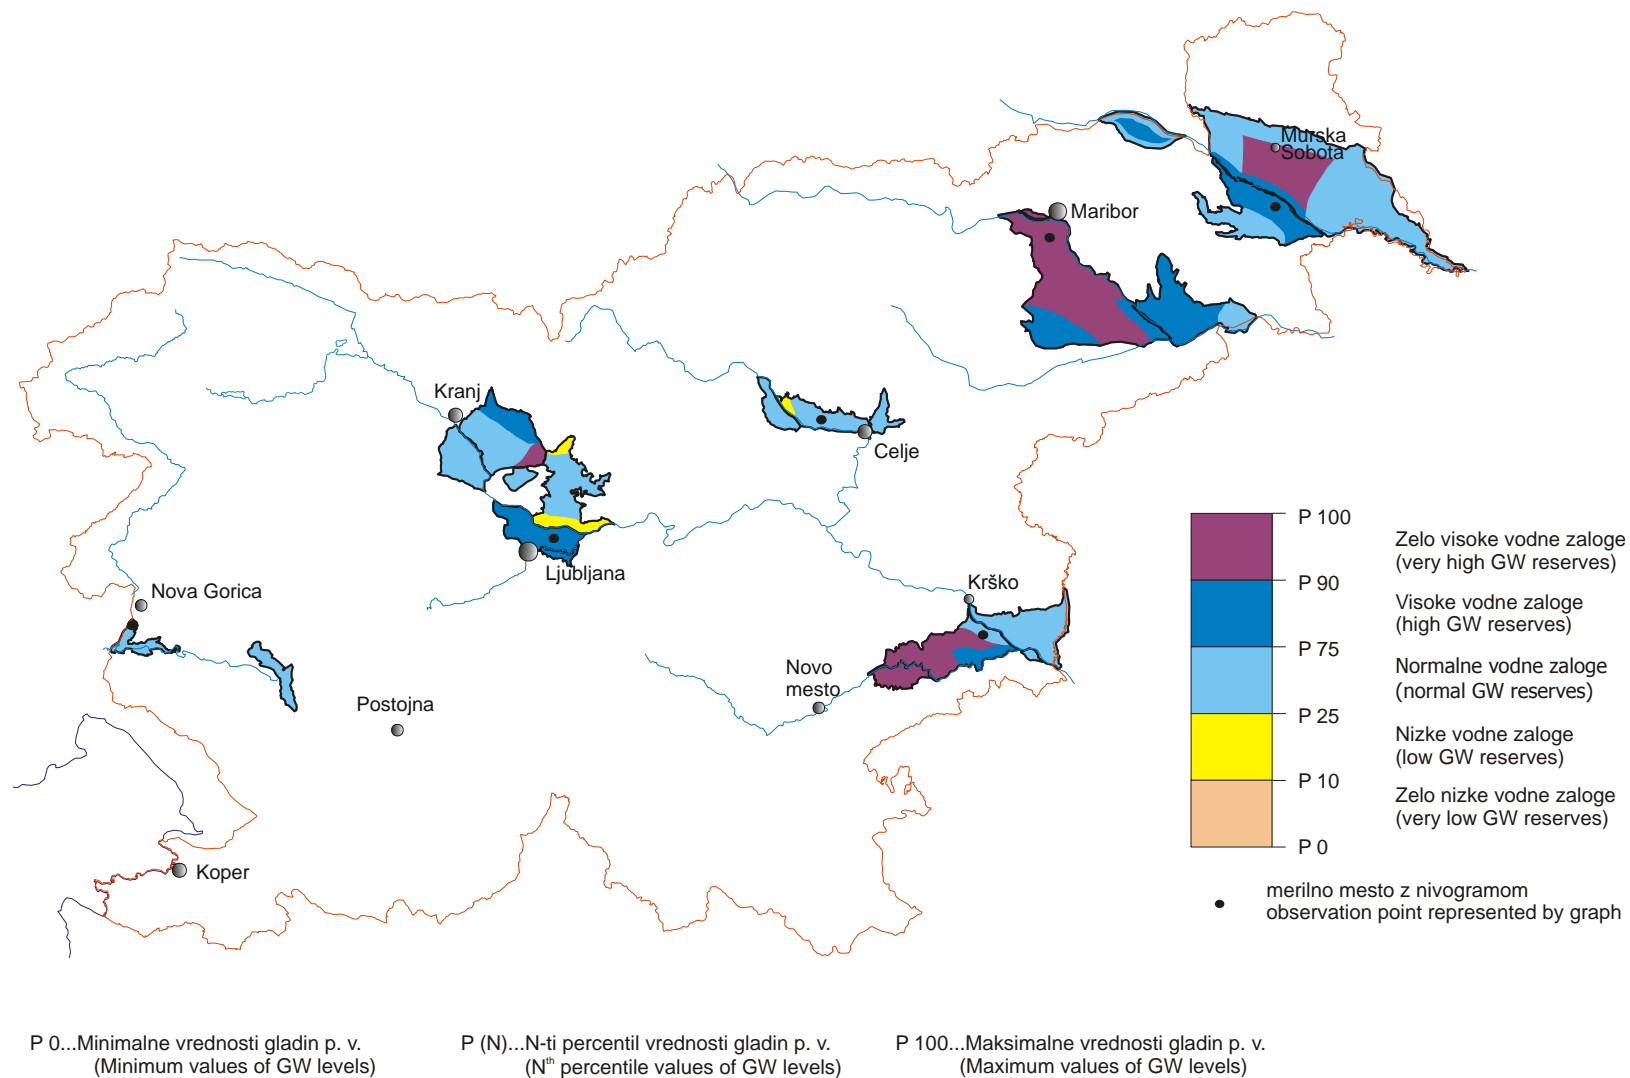 Murska
Sobota
Maribor
Kranj
Celje
Ljubljana
Nova Gorica
Krško
Novo
mesto
Postojna
Koper
P 100
Zelo visoke vodne zaloge
(very high GW reserves)
P 90
Visoke vodne zaloge
(high GW reserves)
P 75
Normalne vodne zaloge
(normal GW reserves)
P 25
Nizke vodne zaloge
(low GW reserves)
P 10
Zelo nizke vodne zaloge
(very low GW reserves)
P 0
merilno mesto z nivogramom
observation point represented by graph
P 0...Minimalne vrednosti gladin p. v.
(Minimum values of GW levels)
P (N)...N-ti percentil vrednosti gladin p. v.
(Nth percentile values of GW levels)
P 100...Maksimalne vrednosti gladin p. v.
(Maximum values of GW levels)